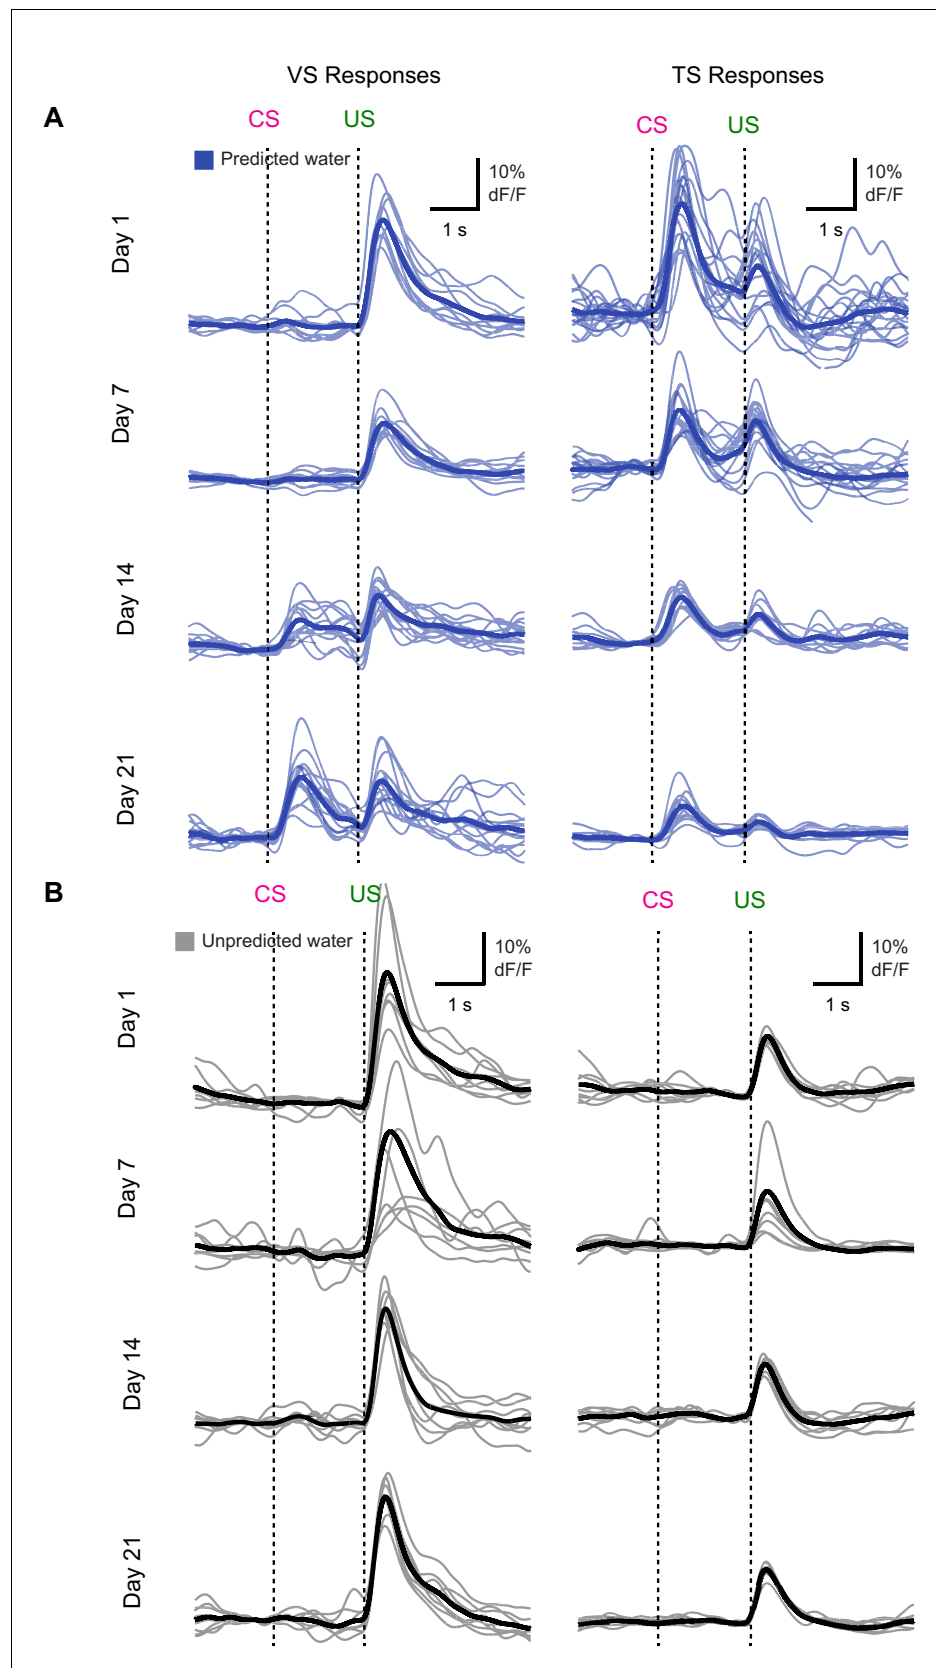 VS Responses TS Responses
A
CS US CS US
Predicted water
10%
dF/F
1 s
10%
dF/F
1 s
Day 1
Day 7
Day 14
Day 21
B
CS US CS US
Unpredicted water
10%
dF/F
1 s
10%
dF/F
1 s
Day 1
Day 7
Day 14
Day 21